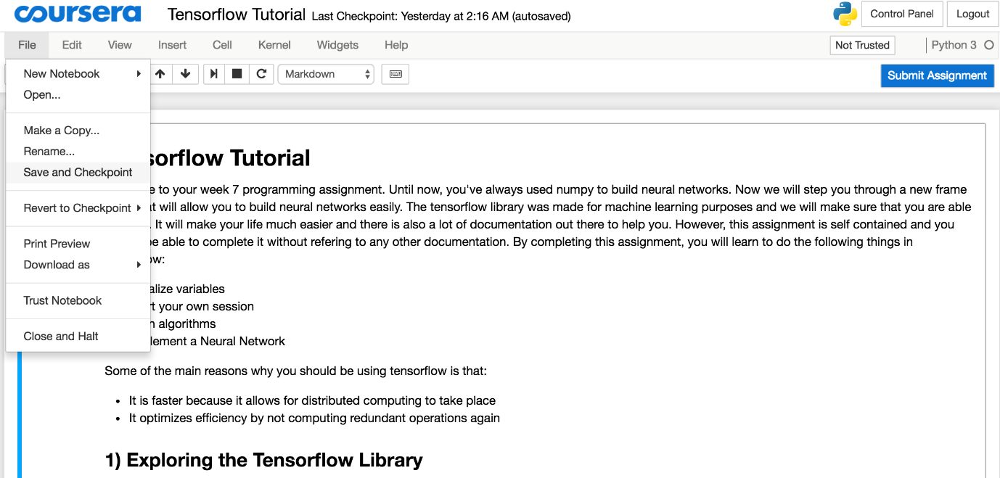 coursera
Tensorflow Tutorial Last Checkpoint: Yesterday at 2:16 AM (autosaved)
Control Panel
Logout
File Edit View Insert Cell Kernel Widgets Help
Not Trusted
Python 3
New Notebook
Open...
Make a Copy...
Rename...
Save and Checkpoint
Revert to Checkpoint
Print Preview
Download as
Trust Notebook
Close and Halt
Markdown
Submit Assignment
sorflow Tutorial
e to your week 7 programming assignment. Until now, you've always used numpy to build neural networks. Now we will step you through a new frame
at will allow you to build neural networks easily. The tensorflow library was made for machine learning purposes and we will make sure that you are able
. It will make your life much easier and there is also a lot of documentation out there to help you. However, this assignment is self contained and you
be able to complete it without refering to any other documentation. By completing this assignment, you will learn to do the following things in
ow:
alize variables
rt your own session
n algorithms
lement a Neural Network
Some of the main reasons why you should be using tensorflow is that:
• It is faster because it allows for distributed computing to take place
• It optimizes efficiency by not computing redundant operations again
1) Exploring the Tensorflow Library